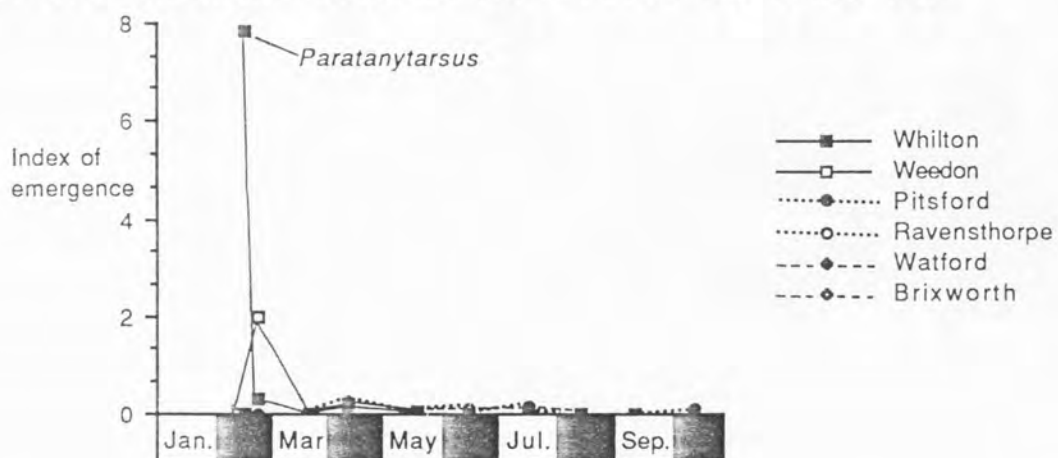 8
Paratanytarsus
6
Index of
emergence
4
2
0
Jan. Mar May Jul. Sep.
Whilton
Weedon
Pitsford
Ravensthorpe
Watford
Brixworth